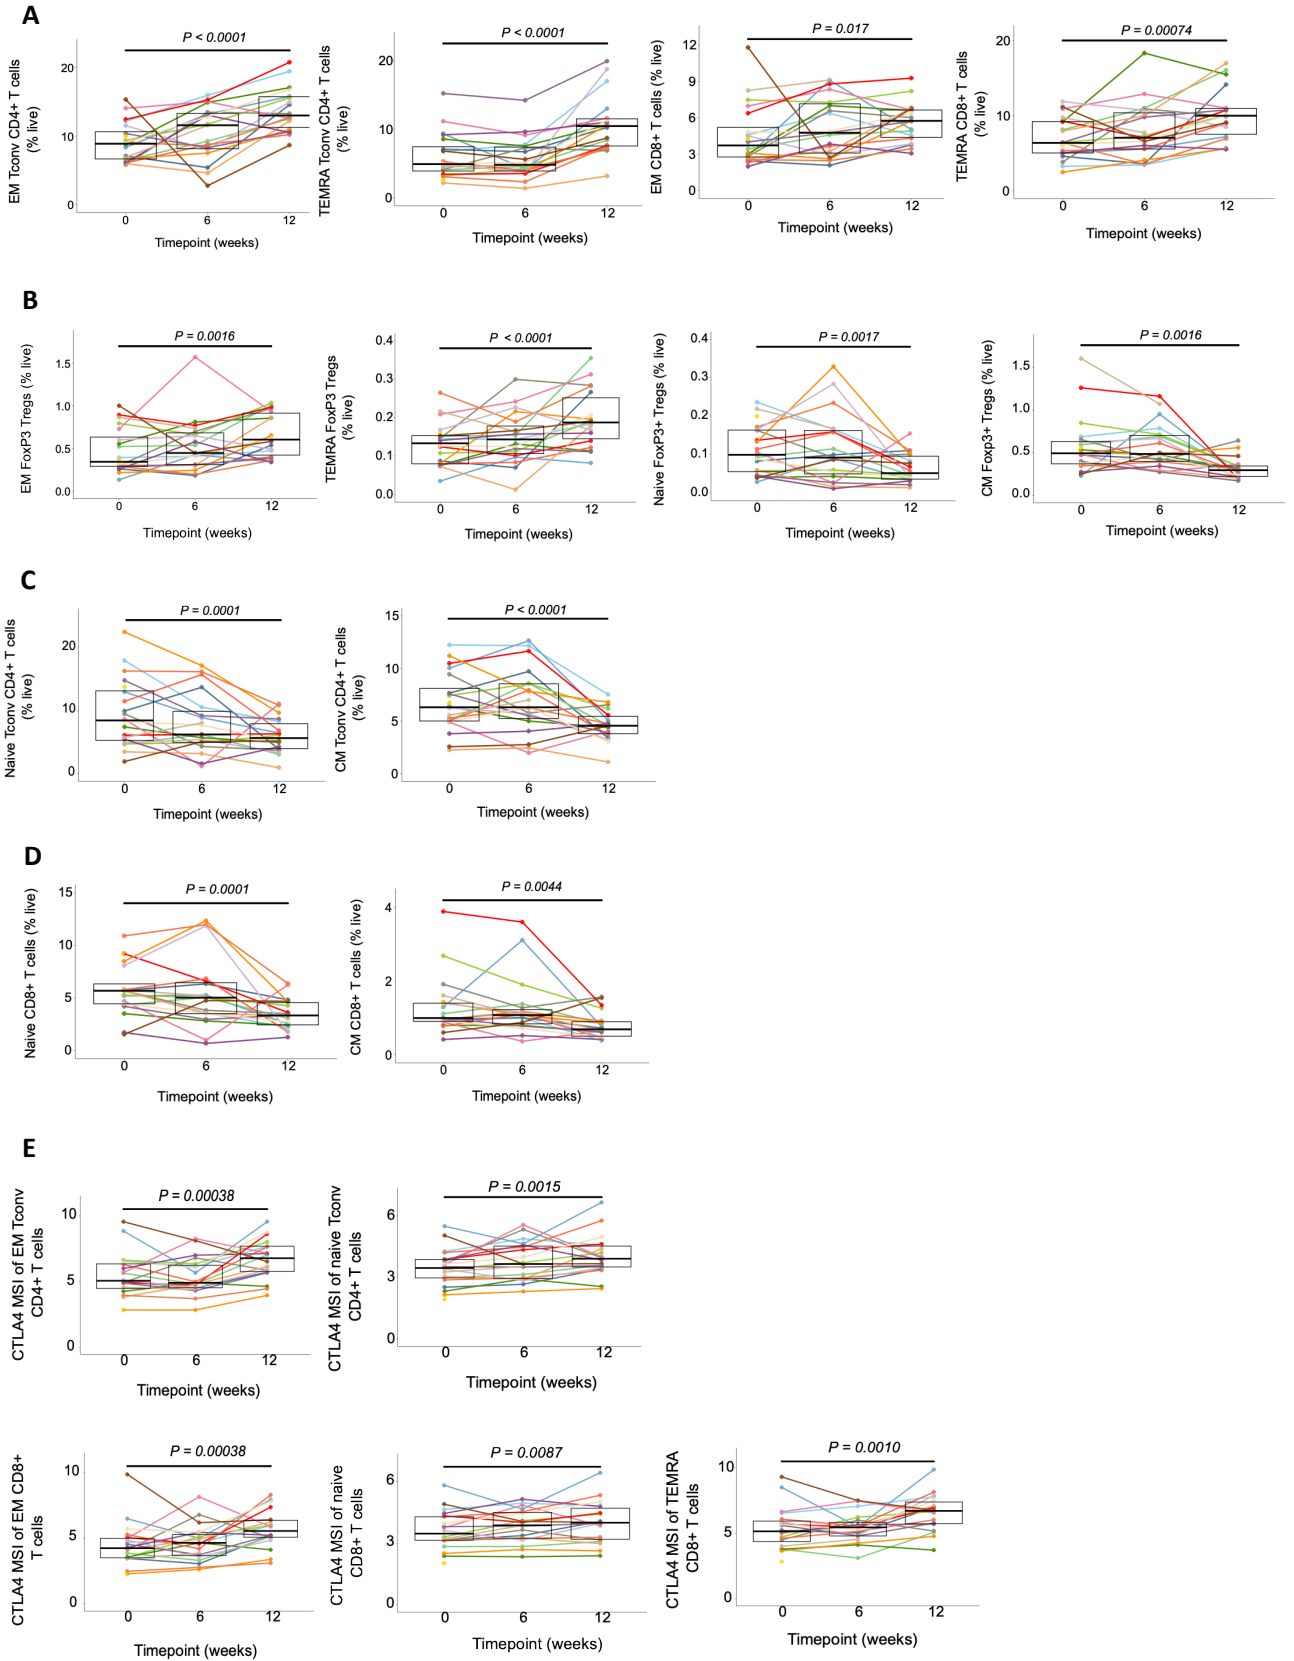 A
P < 0.0001
EM Tconv CD4+ T cells
(% live)
20
10
0
0 6 12
Timepoint (weeks)
P < 0.0001
TEMRA Tconv CD4+ T cells
(% live)
20
10
0
0 6 12
Timepoint (weeks)
P = 0.017
EM CD8+ T cells (% live)
12
9
6
3
0
0 6 12
Timepoint (weeks)
P = 0.00074
TEMRA CD8+ T cells
(% live)
20
10
0
0 6 12
Timepoint (weeks)
B
P = 0.0016
EM FoxP3 Tregs (% live)
1.5
1.0
0.5
0.0
0 6 12
Timepoint (weeks)
P < 0.0001
TEMRA FoxP3 Tregs
(% live)
0.4
0.3
0.2
0.1
0.0
0 6 12
Timepoint (weeks)
P = 0.0017
Naive FoxP3+ Tregs (% live)
0.4
0.3
0.2
0.1
0.0
0 6 12
Timepoint (weeks)
P = 0.0016
CM Foxp3+ Tregs (% live)
1.5
1.0
0.5
0.0
0 6 12
Timepoint (weeks)
C
P = 0.0001
Naive Tconv CD4+ T cells
(% live)
20
10
0
0 6 12
Timepoint (weeks)
P < 0.0001
CM Tconv CD4+ T cells
(% live)
15
10
5
0
0 6 12
Timepoint (weeks)
D
P = 0.0001
Naive CD8+ T cells (% live)
15
10
5
0
0 6 12
Timepoint (weeks)
P = 0.0044
CM CD8+ T cells (% live)
4
2
0
0 6 12
Timepoint (weeks)
E
P = 0.00038
CTLA4 MSI of EM Tconv
CD4+ T cells
10
5
0
0 6 12
Timepoint (weeks)
P = 0.0015
CTLA4 MSI of naive Tconv
CD4+ T cells
6
3
0
0 6 12
Timepoint (weeks)
P = 0.00038
CTLA4 MSI of EM CD8+
T cells
10
5
0
0 6 12
Timepoint (weeks)
P = 0.0087
CTLA4 MSI of naive
CD8+ T cells
6
3
0
0 6 12
Timepoint (weeks)
P = 0.0010
CTLA4 MSI of TEMRA
CD8+ T cells
10
5
0
0 6 12
Timepoint (weeks)